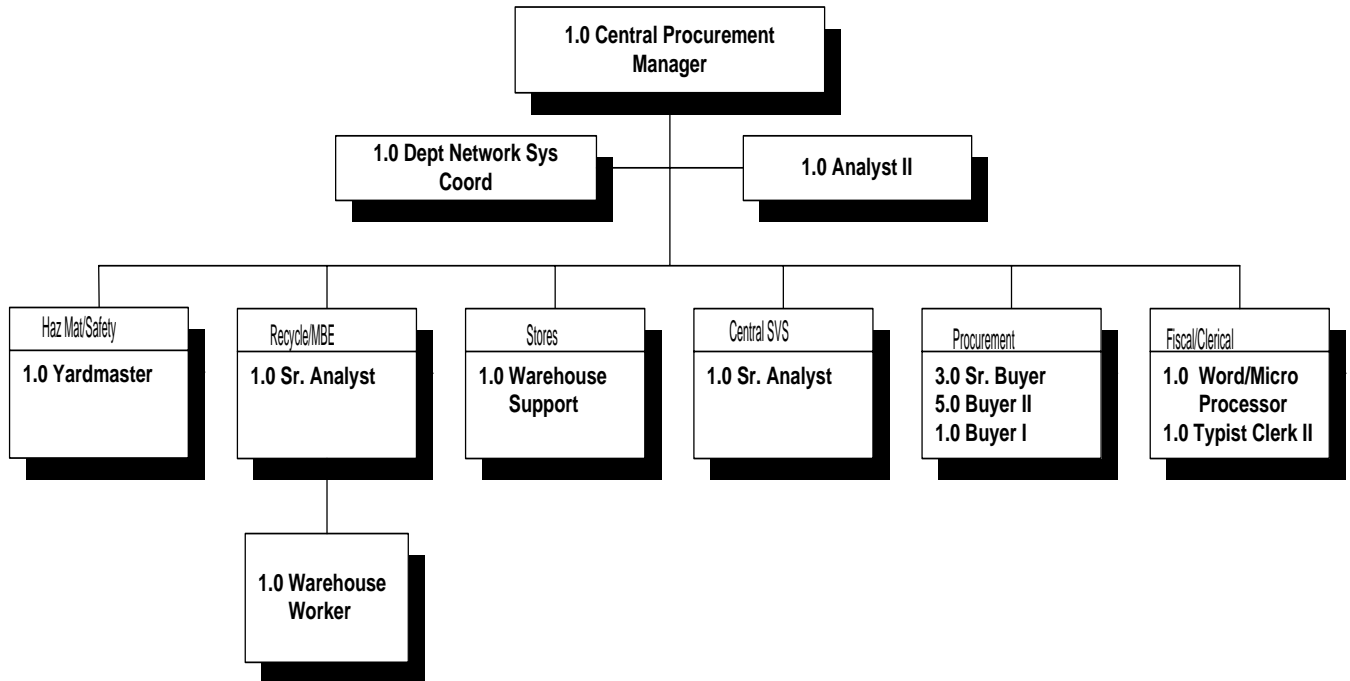 1.0 Central Procurement
Manager
1.0 Dept Network Sys
Coord
1.0 Analyst II
Haz Mat/Safety
1.0 Yardmaster
Recycle/MBE
1.0 Sr. Analyst
Stores
1.0 Warehouse
Support
Central SVS
1.0 Sr. Analyst
Procurement
3.0 Sr. Buyer
5.0 Buyer II
1.0 Buyer I
Fiscal/Clerical
1.0 Word/Micro
Processor
1.0 Typist Clerk II
1.0 Warehouse
Worker